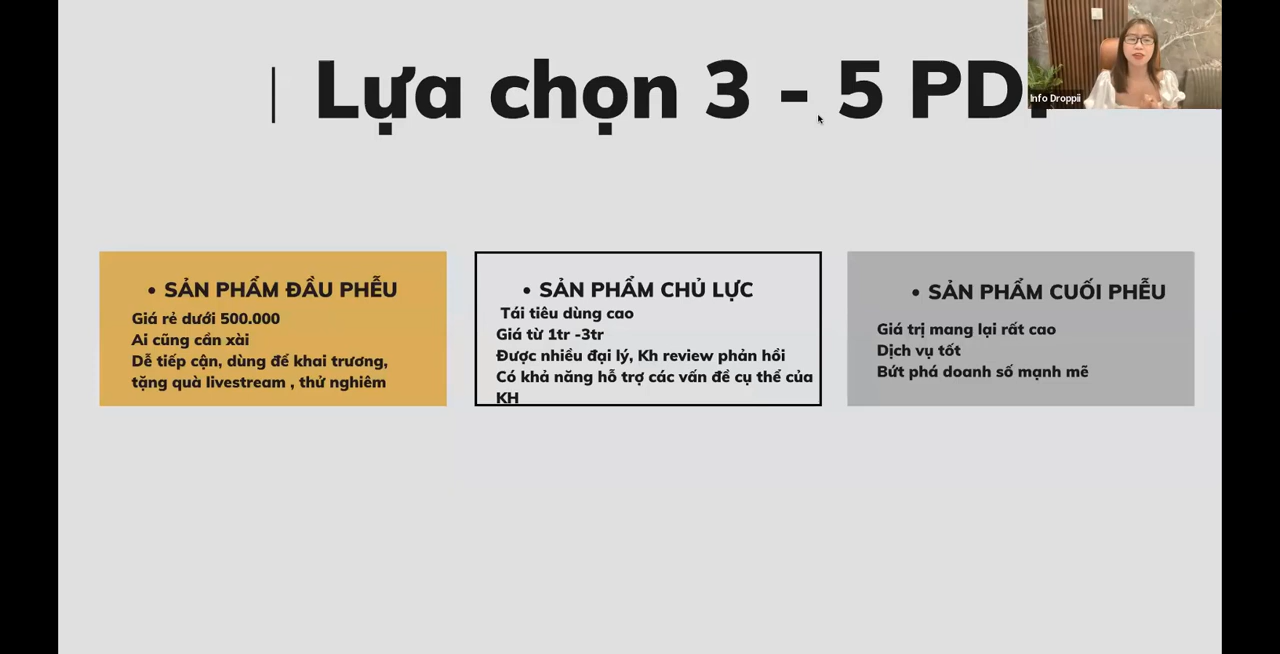 Lựa chọn 3 - 5 PD
Info Droppii
• SẢN PHẨM ĐẦU PHỄU
Giá rẻ dưới 500.000
Ai cũng cần xài
Dễ tiếp cận, dùng để khai trương,
tặng quà livestream , thử nghiêm
• SẢN PHẨM CHỦ LỰC
Tái tiêu dùng cao
Giá từ 1tr -3tr
Được nhiều đại lý, Kh review phản hồi
Có khả năng hỗ trợ các vấn đề cụ thể của
KH
• SẢN PHẨM CUỐI PHỄU
Giá trị mang lại rất cao
Dịch vụ tốt
Bứt phá doanh số mạnh mẽ